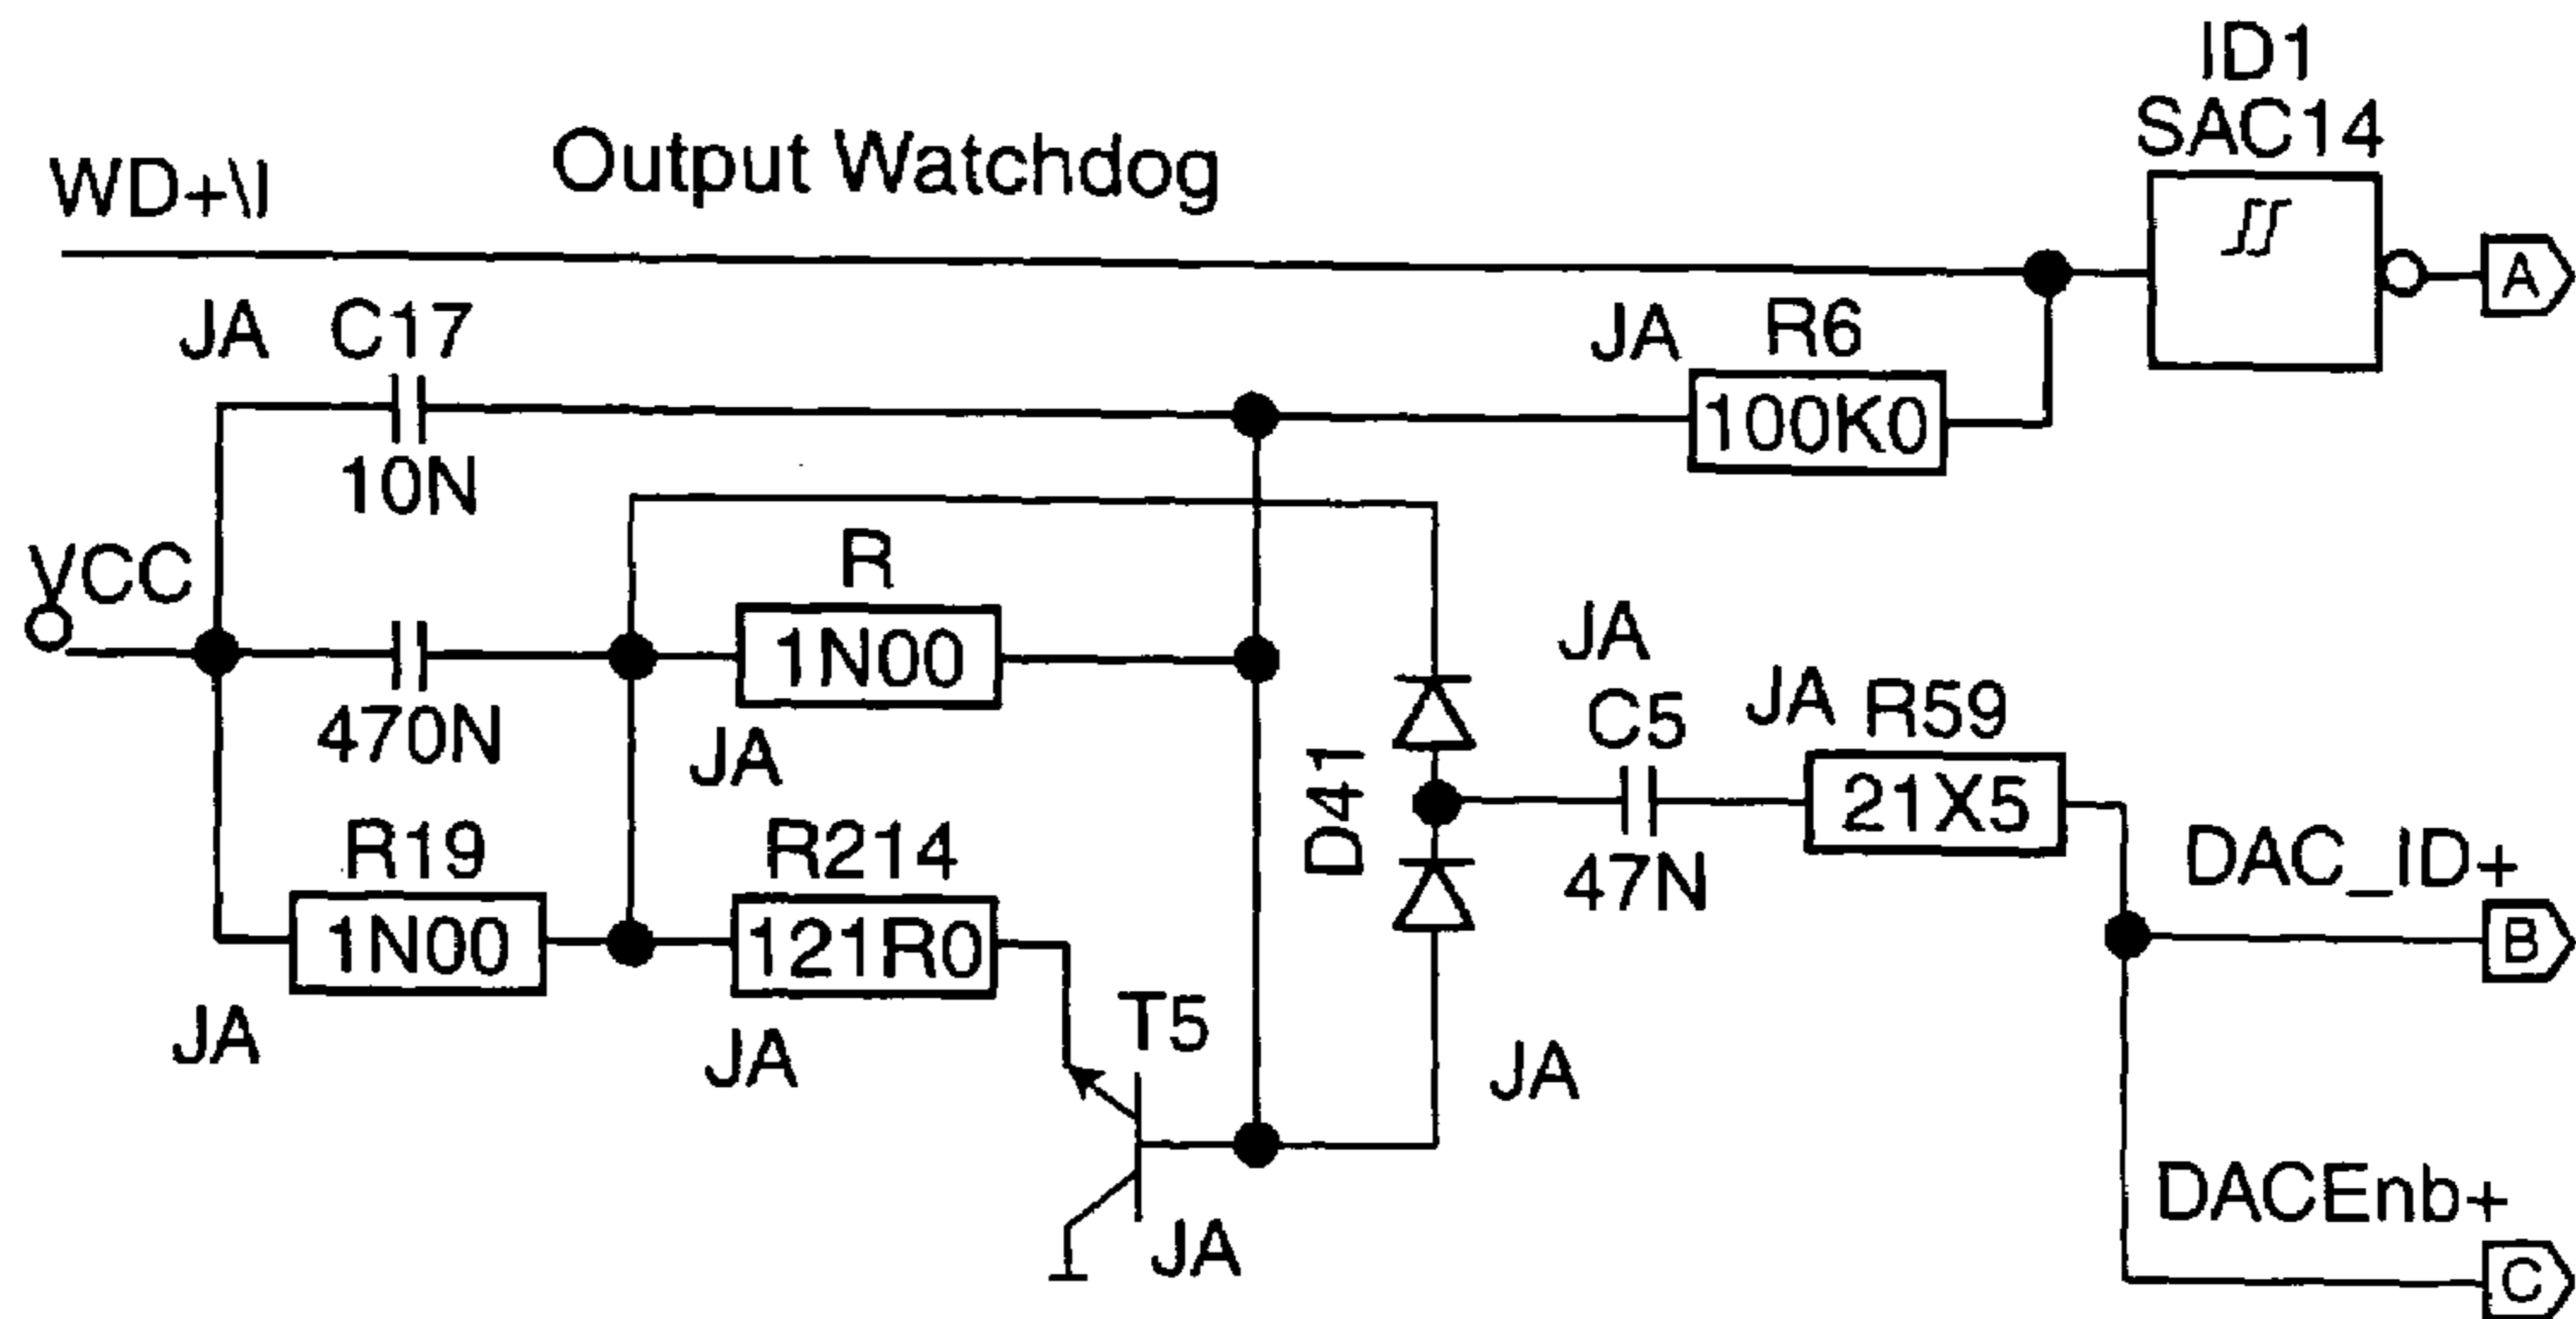 ID1
SAC14
Output Watchdog
WD+\I
A
JA
C17
JA
R6
100K0
10N
VCC
R
1N00
JA
470N
JA
C5
JA
R59
21X5
D41
47N
R19
R214
DAC_ID+
1N00
121R0
B
T5
JA
JA
JA
DACEnb+
JA
C